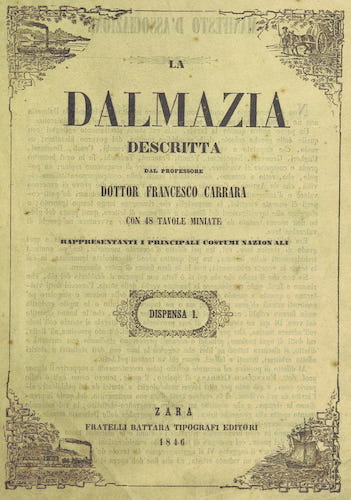 LA
DALMAZIA
DESCRITTA
DAL PROFESSORE
DOTTOR FRANCESCO CARRARA
CON 48 TAVOLE MINIATE
RAPPRESENTANTI I PRINCIPALI COSTUMI NAZIONALI
DISPENSA I.
ZARA
FRATELLI BATTARA TIPOGRAFI EDITORI
1846